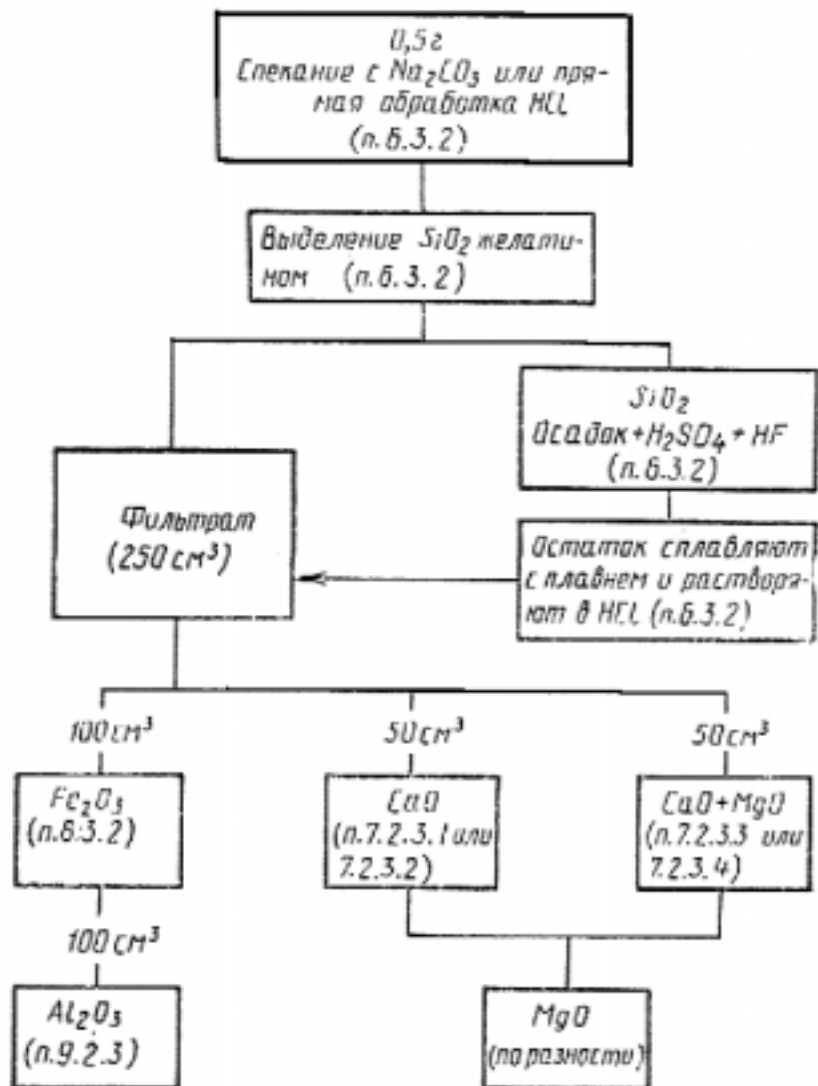 0,5г
Спекание с Na₂CO₃ или пря-
мая обработка HCl
(п.6.3.2)
Выделение SiO₂ желати-
ном (п.6.3.2)
SiO₂
Осадок+H₂SO₄+HF
(п.6.3.2)
Фильтрат
(250 см³)
Остаток сплавляют
с плавнем и растворя-
ют в HCl (п.6.3.2)
100 см³
50 см³
50 см³
Fe₂O₃
(п.8.3.2)
CaO
(п.7.2.3.1 или
7.2.3.2)
CaO+MgO
(п.7.2.3.3 или
7.2.3.4)
100 см³
Al₂O₃
(п.9.2.3)
MgO
(по разности)